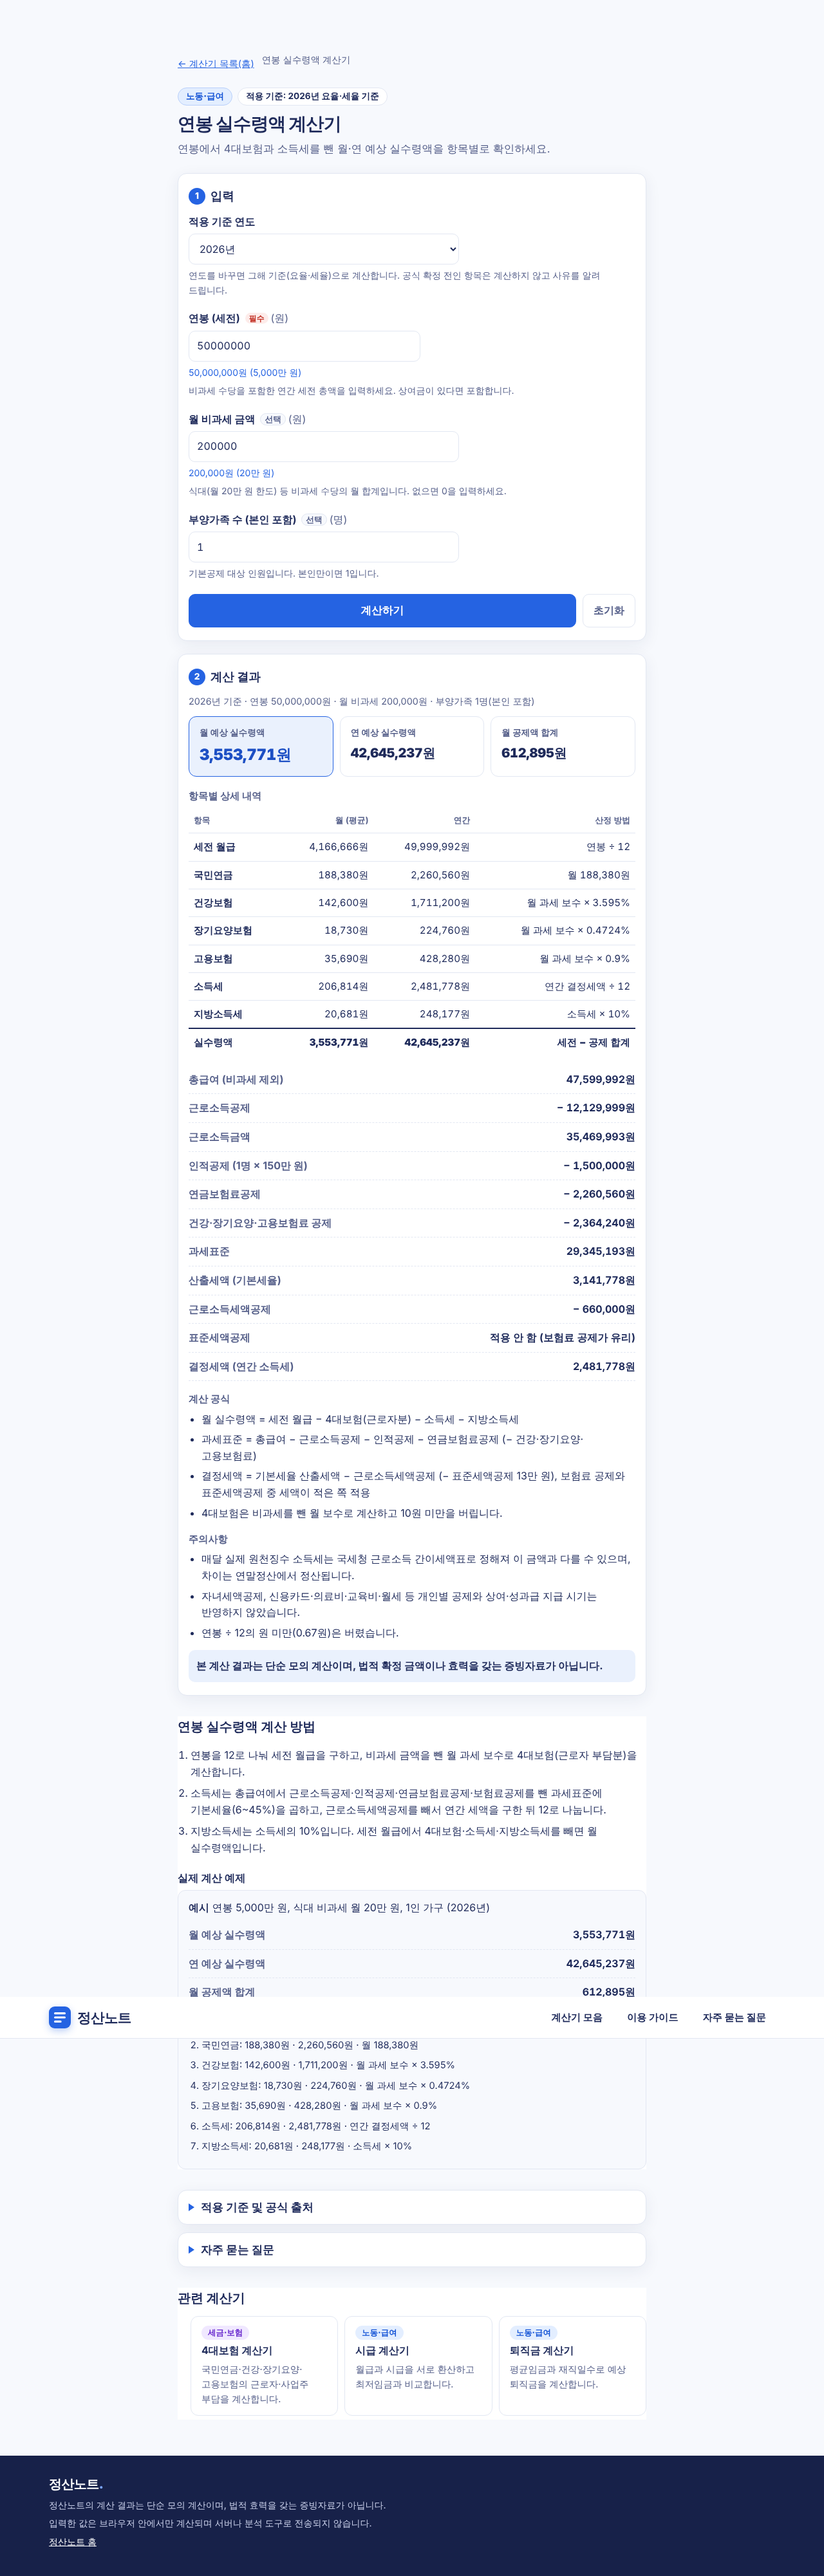 ← 계산기 목록(홈) 연봉 실수령액 계산기
노동·급여 적용 기준: 2026년 요율·세율 기준
연봉 실수령액 계산기
연봉에서 4대보험과 소득세를 뺀 월·연 예상 실수령액을 항목별로 확인하세요.
1 입력
적용 기준 연도
2026년
연도를 바꾸면 그해 기준(요율·세율)으로 계산합니다. 공식 확정 전인 항목은 계산하지 않고 사유를 알려
드립니다.
연봉 (세전) 필수 (원)
50000000
50,000,000원 (5,000만 원)
비과세 수당을 포함한 연간 세전 총액을 입력하세요. 상여금이 있다면 포함합니다.
월 비과세 금액 선택 (원)
200000
200,000원 (20만 원)
식대(월 20만 원 한도) 등 비과세 수당의 월 합계입니다. 없으면 0을 입력하세요.
부양가족 수 (본인 포함) 선택 (명)
1
기본공제 대상 인원입니다. 본인만이면 1입니다.
계산하기 초기화
2 계산 결과
2026년 기준 · 연봉 50,000,000원 · 월 비과세 200,000원 · 부양가족 1명(본인 포함)
월 예상 실수령액 연 예상 실수령액 월 공제액 합계
3,553,771원 42,645,237원 612,895원
항목별 상세 내역
항목 월 (평균) 연간 산정 방법
세전 월급 4,166,666원 49,999,992원 연봉 ÷ 12
국민연금 188,380원 2,260,560원 월 188,380원
건강보험 142,600원 1,711,200원 월 과세 보수 × 3.595%
장기요양보험 18,730원 224,760원 월 과세 보수 × 0.4724%
고용보험 35,690원 428,280원 월 과세 보수 × 0.9%
소득세 206,814원 2,481,778원 연간 결정세액 ÷ 12
지방소득세 20,681원 248,177원 소득세 × 10%
실수령액 3,553,771원 42,645,237원 세전 − 공제 합계
총급여 (비과세 제외) 47,599,992원
근로소득공제 − 12,129,999원
근로소득금액 35,469,993원
인적공제 (1명 × 150만 원) − 1,500,000원
연금보험료공제 − 2,260,560원
건강·장기요양·고용보험료 공제 − 2,364,240원
과세표준 29,345,193원
산출세액 (기본세율) 3,141,778원
근로소득세액공제 − 660,000원
표준세액공제 적용 안 함 (보험료 공제가 유리)
결정세액 (연간 소득세) 2,481,778원
계산 공식
• 월 실수령액 = 세전 월급 − 4대보험(근로자분) − 소득세 − 지방소득세
• 과세표준 = 총급여 − 근로소득공제 − 인적공제 − 연금보험료공제 (− 건강·장기요양·
고용보험료)
• 결정세액 = 기본세율 산출세액 − 근로소득세액공제 (− 표준세액공제 13만 원), 보험료 공제와
표준세액공제 중 세액이 적은 쪽 적용
• 4대보험은 비과세를 뺀 월 보수로 계산하고 10원 미만을 버립니다.
주의사항
• 매달 실제 원천징수 소득세는 국세청 근로소득 간이세액표로 정해져 이 금액과 다를 수 있으며,
차이는 연말정산에서 정산됩니다.
• 자녀세액공제, 신용카드·의료비·교육비·월세 등 개인별 공제와 상여·성과급 지급 시기는
반영하지 않았습니다.
• 연봉 ÷ 12의 원 미만(0.67원)은 버렸습니다.
본 계산 결과는 단순 모의 계산이며, 법적 확정 금액이나 효력을 갖는 증빙자료가 아닙니다.
연봉 실수령액 계산 방법
1. 연봉을 12로 나눠 세전 월급을 구하고, 비과세 금액을 뺀 월 과세 보수로 4대보험(근로자 부담분)을
계산합니다.
2. 소득세는 총급여에서 근로소득공제·인적공제·연금보험료공제·보험료공제를 뺀 과세표준에
기본세율(6~45%)을 곱하고, 근로소득세액공제를 빼서 연간 세액을 구한 뒤 12로 나눕니다.
3. 지방소득세는 소득세의 10%입니다. 세전 월급에서 4대보험·소득세·지방소득세를 빼면 월
실수령액입니다.
실제 계산 예제
예시 연봉 5,000만 원, 식대 비과세 월 20만 원, 1인 가구 (2026년)
월 예상 실수령액 3,553,771원
연 예상 실수령액 42,645,237원
월 공제액 합계 612,895원
정산노트 계산기 모음 이용 가이드 자주 묻는 질문
2. 국민연금: 188,380원 · 2,260,560원 · 월 188,380원
3. 건강보험: 142,600원 · 1,711,200원 · 월 과세 보수 × 3.595%
4. 장기요양보험: 18,730원 · 224,760원 · 월 과세 보수 × 0.4724%
5. 고용보험: 35,690원 · 428,280원 · 월 과세 보수 × 0.9%
6. 소득세: 206,814원 · 2,481,778원 · 연간 결정세액 ÷ 12
7. 지방소득세: 20,681원 · 248,177원 · 소득세 × 10%
적용 기준 및 공식 출처
자주 묻는 질문
관련 계산기
세금·보험
4대보험 계산기
국민연금·건강·장기요양·
고용보험의 근로자·사업주
부담을 계산합니다.
노동·급여
시급 계산기
월급과 시급을 서로 환산하고
최저임금과 비교합니다.
노동·급여
퇴직금 계산기
평균임금과 재직일수로 예상
퇴직금을 계산합니다.
정산노트.
정산노트의 계산 결과는 단순 모의 계산이며, 법적 효력을 갖는 증빙자료가 아닙니다.
입력한 값은 브라우저 안에서만 계산되며 서버나 분석 도구로 전송되지 않습니다.
정산노트 홈